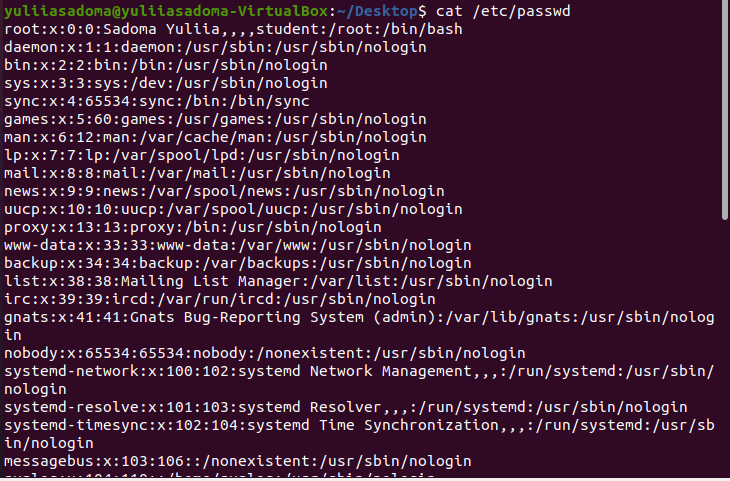 yuliiasadoma@yuliiasadoma-VirtualBox:~/Desktop$ cat /etc/passwd
root:x:0:0:Sadoma Yuliia,,,,student:/root:/bin/bash
daemon:x:1:1:daemon:/usr/sbin:/usr/sbin/nologin
bin:x:2:2:bin:/bin:/usr/sbin/nologin
sys:x:3:3:sys:/dev:/usr/sbin/nologin
sync:x:4:65534:sync:/bin:/bin/sync
games:x:5:60:games:/usr/games:/usr/sbin/nologin
man:x:6:12:man:/var/cache/man:/usr/sbin/nologin
lp:x:7:7:lp:/var/spool/lpd:/usr/sbin/nologin
mail:x:8:8:mail:/var/mail:/usr/sbin/nologin
news:x:9:9:news:/var/spool/news:/usr/sbin/nologin
uucp:x:10:10:uucp:/var/spool/uucp:/usr/sbin/nologin
proxy:x:13:13:proxy:/bin:/usr/sbin/nologin
www-data:x:33:33:www-data:/var/www:/usr/sbin/nologin
backup:x:34:34:backup:/var/backups:/usr/sbin/nologin
list:x:38:38:Mailing List Manager:/var/list:/usr/sbin/nologin
irc:x:39:39:ircd:/var/run/ircd:/usr/sbin/nologin
gnats:x:41:41:Gnats Bug-Reporting System (admin):/var/lib/gnats:/usr/sbin/nolog
in
nobody:x:65534:65534:nobody:/nonexistent:/usr/sbin/nologin
systemd-network:x:100:102:systemd Network Management,,,:/run/systemd:/usr/sbin/
nologin
systemd-resolve:x:101:103:systemd Resolver,,,:/run/systemd:/usr/sbin/nologin
systemd-timesync:x:102:104:systemd Time Synchronization,,,:/run/systemd:/usr/sb
in/nologin
messagebus:x:103:106::/nonexistent:/usr/sbin/nologin